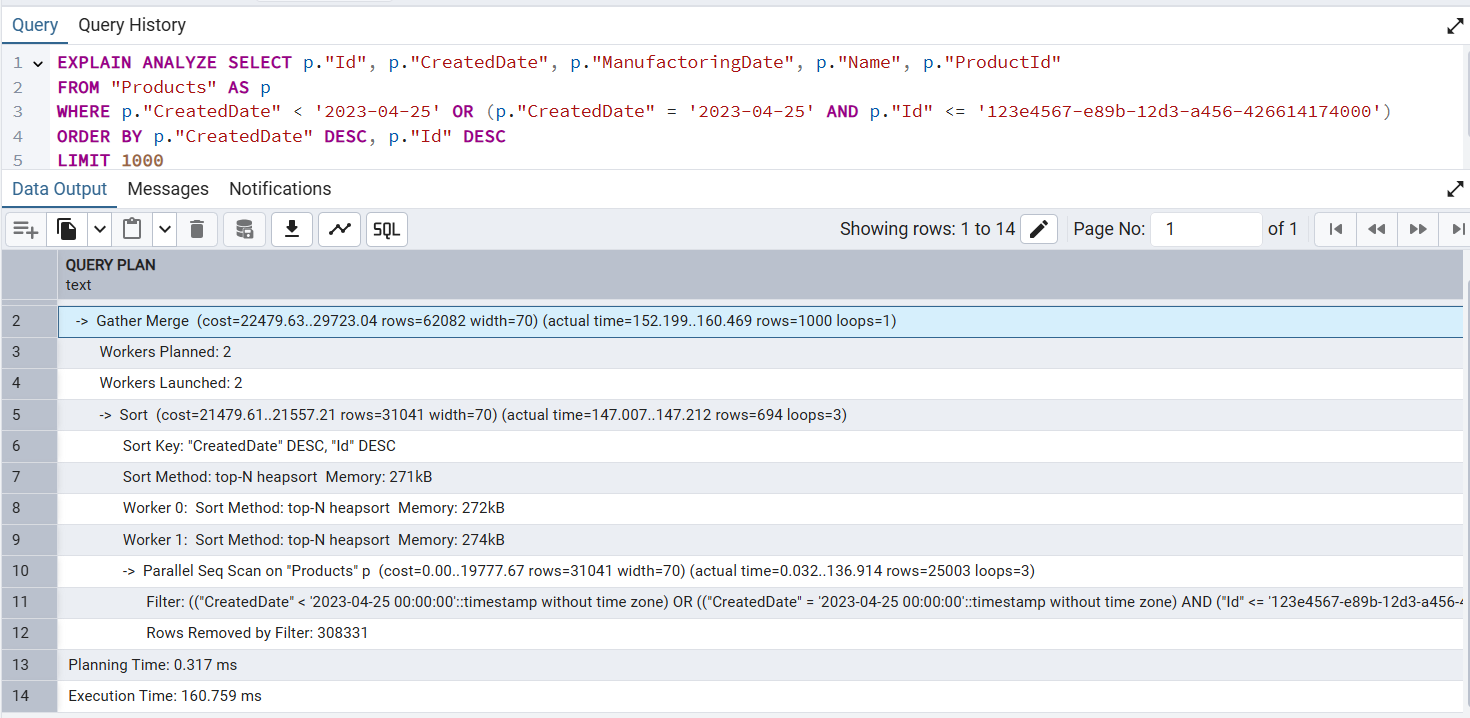 Query Query History
1 EXPLAIN ANALYZE SELECT p."Id", p."CreatedDate", p."ManufactoringDate", p."Name", p."ProductId"
2 FROM "Products" AS p
3 WHERE p."CreatedDate" < '2023-04-25' OR (p."CreatedDate" = '2023-04-25' AND p."Id" <= '123e4567-e89b-12d3-a456-426614174000')
4 ORDER BY p."CreatedDate" DESC, p."Id" DESC
5 LIMIT 1000
Data Output Messages Notifications
SQL Showing rows: 1 to 14 Page No: 1 of 1
QUERY PLAN
text
2 -> Gather Merge (cost=22479.63..29723.04 rows=62082 width=70) (actual time=152.199..160.469 rows=1000 loops=1)
3 Workers Planned: 2
4 Workers Launched: 2
5 -> Sort (cost=21479.61..21557.21 rows=31041 width=70) (actual time=147.007..147.212 rows=694 loops=3)
6 Sort Key: "CreatedDate" DESC, "Id" DESC
7 Sort Method: top-N heapsort Memory: 271kB
8 Worker 0: Sort Method: top-N heapsort Memory: 272kB
9 Worker 1: Sort Method: top-N heapsort Memory: 274kB
10 -> Parallel Seq Scan on "Products" p (cost=0.00..19777.67 rows=31041 width=70) (actual time=0.032..136.914 rows=25003 loops=3)
11 Filter: (("CreatedDate" < '2023-04-25 00:00:00'::timestamp without time zone) OR (("CreatedDate" = '2023-04-25 00:00:00'::timestamp without time zone) AND ("Id" <= '123e4567-e89b-12d3-a456-4
12 Rows Removed by Filter: 308331
13 Planning Time: 0.317 ms
14 Execution Time: 160.759 ms